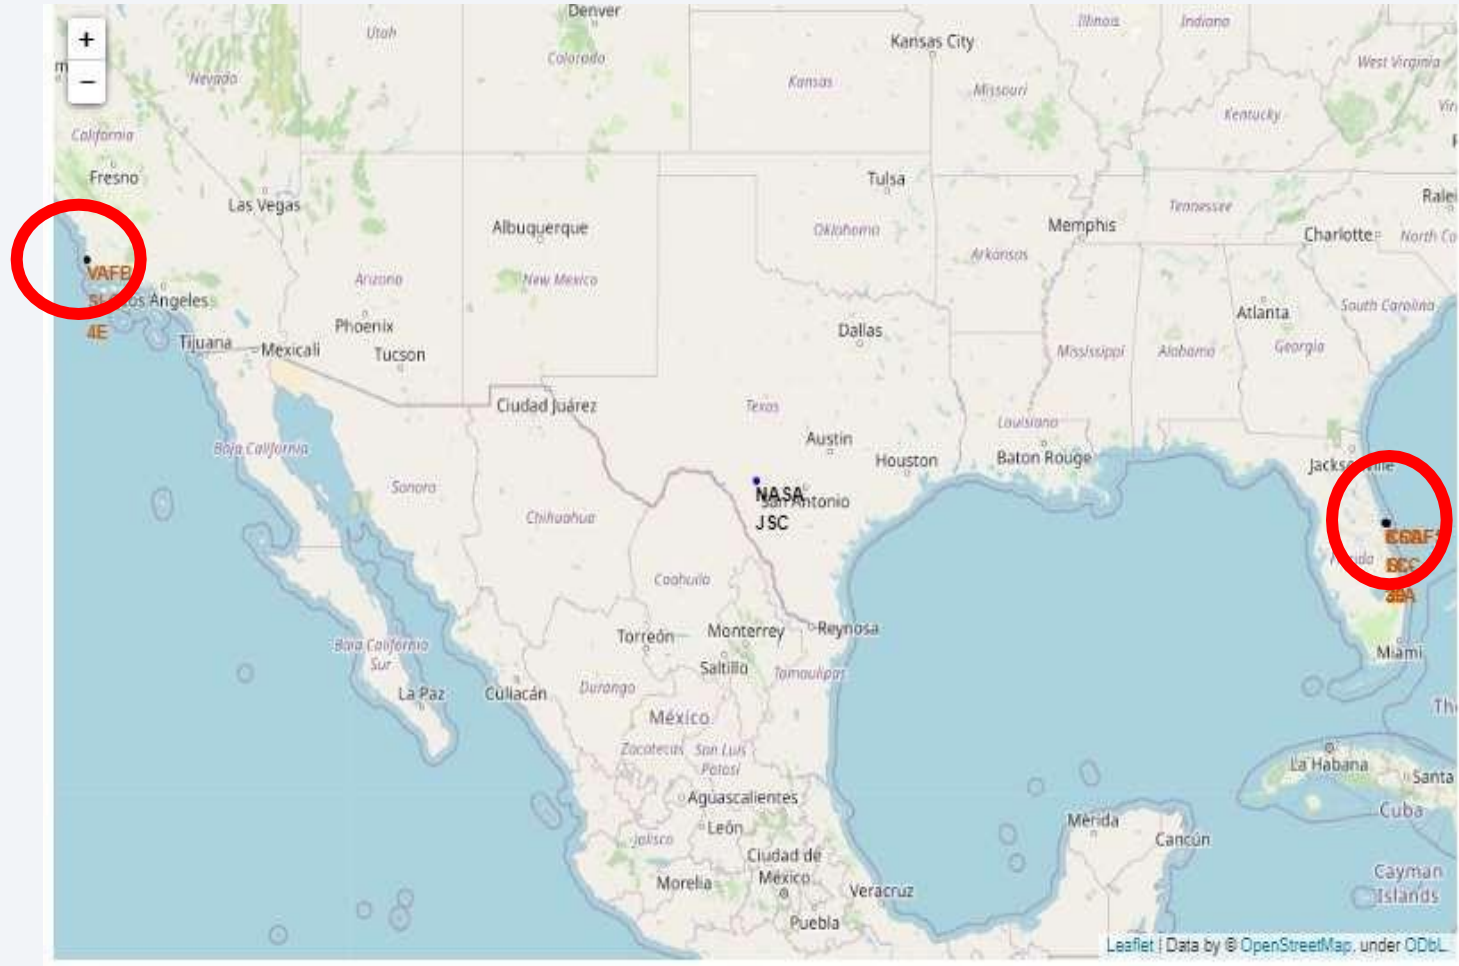 Denver
+
−
Utah
Colorado
Nevada
Kansas City
Kansas
Missouri
Illinois
Indiana
West Virginia
Kentucky
California
Fresno
Las Vegas
Albuquerque
Tulsa
Oklahoma
Memphis
Tennessee
Charlotte
Arkansas
VAFB
4E
Los Angeles
Arizona
New Mexico
Phoenix
Tucson
Tijuana
Mexicali
Dallas
Atlanta
South Carolina
Mississippi
Alabama
Georgia
Ciudad Juárez
Texas
Austin
Houston
Louisiana
Baton Rouge
Jacksonville
Baja California
Sonora
Chihuahua
NASA
JSC
San Antonio
Florida
Coahuila
Torreón
Monterrey
Reynosa
Saltillo
Tamaulipas
Miami
Baja California
Sur
La Paz
Culiacán
Durango
México
Zacatecas
San Luis
Potosí
La Habana
Santa
Cuba
Aguascalientes
León
Jalisco
Ciudad de
México
Morelia
Veracruz
Puebla
Mérida
Cancún
Cayman
Islands
Leaflet | Data by © OpenStreetMap, under ODbL.